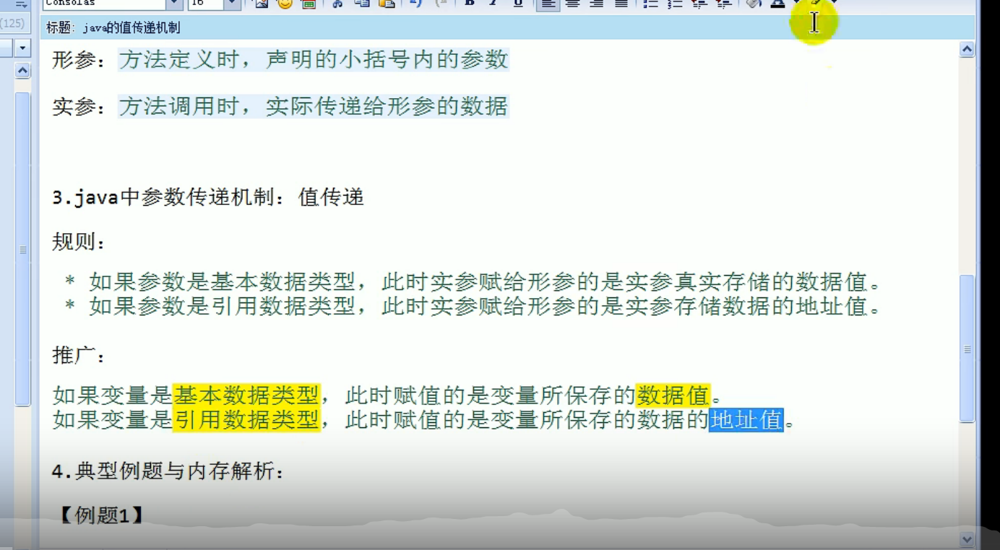 Consolas 16
(125)
标题: java的值传递机制
形参：方法定义时，声明的小括号内的参数
实参：方法调用时，实际传递给形参的数据
3.java中参数传递机制：值传递
规则：
* 如果参数是基本数据类型，此时实参赋给形参的是实参真实存储的数据值。
* 如果参数是引用数据类型，此时实参赋给形参的是实参存储数据的地址值。
推广：
如果变量是基本数据类型，此时赋值的是变量所保存的数据值。
如果变量是引用数据类型，此时赋值的是变量所保存的数据的地址值。
4.典型例题与内存解析：
【例题1】